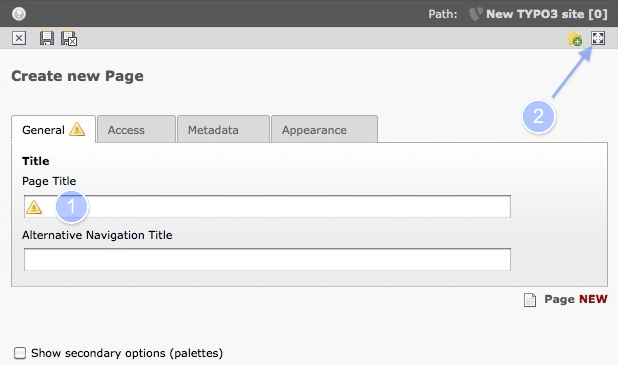 Path: New TYPO3 site [0]
Create new Page
General Access Metadata Appearance
Title
Page Title
1
2
Alternative Navigation Title
Page NEW
Show secondary options (palettes)